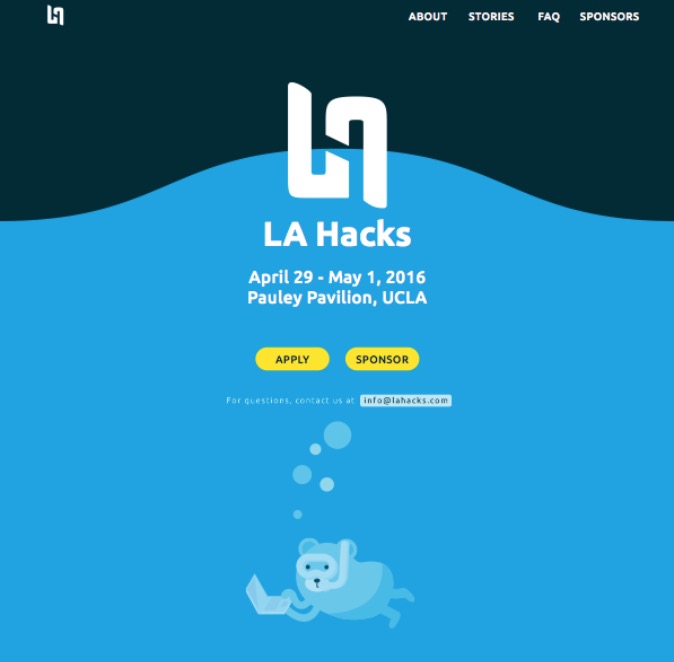 ABOUT STORIES FAQ SPONSORS
LA Hacks
April 29 - May 1, 2016
Pauley Pavilion, UCLA
APPLY SPONSOR
For questions, contact us at info@lahacks.com